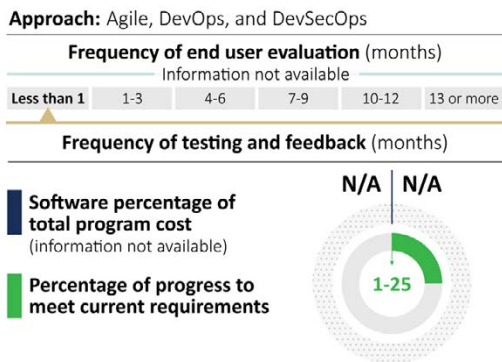 Approach: Agile, DevOps, and DevSecOps
Frequency of end user evaluation (months)
Information not available
Less than 1 1-3 4-6 7-9 10-12 13 or more
Frequency of testing and feedback (months)
N/A N/A
Software percentage of
total program cost
(information not available)
Percentage of progress to
meet current requirements
1-25